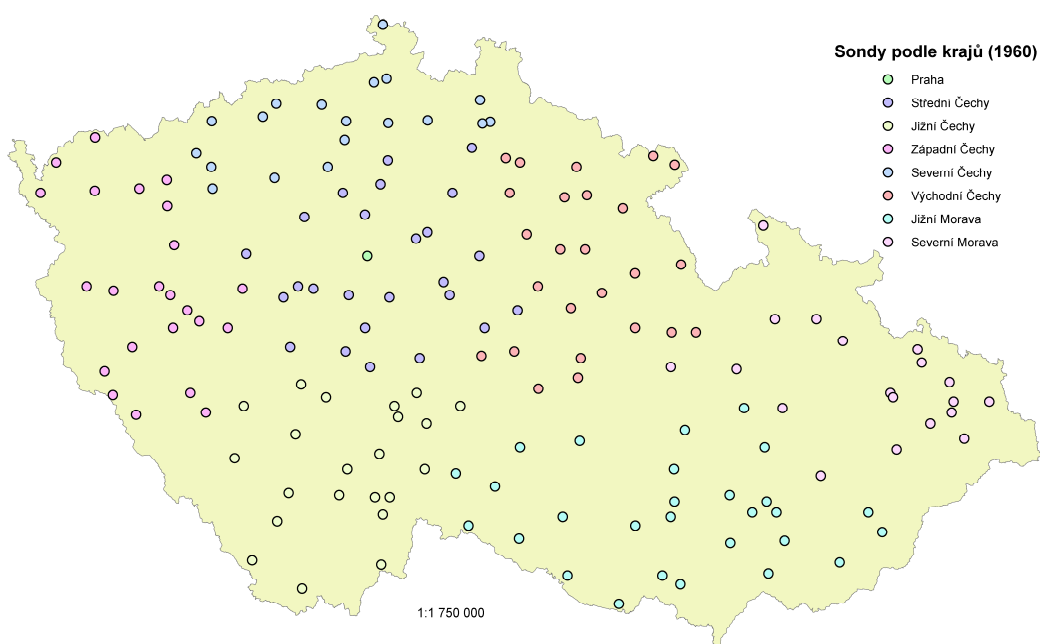 Sondy podle krajů (1960)
Praha
Střední Čechy
Jižní Čechy
Západní Čechy
Severní Čechy
Východní Čechy
Jižní Morava
Severní Morava
1:1 750 000